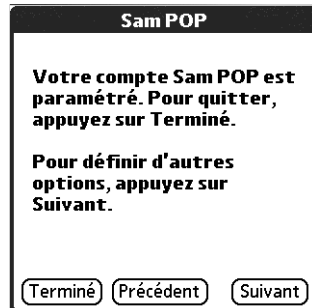 Sam POP
Votre compte Sam POP est
paramétré. Pour quitter,
appuyez sur Terminé.
Pour définir d'autres
options, appuyez sur
Suivant.
Terminé Précédent Suivant